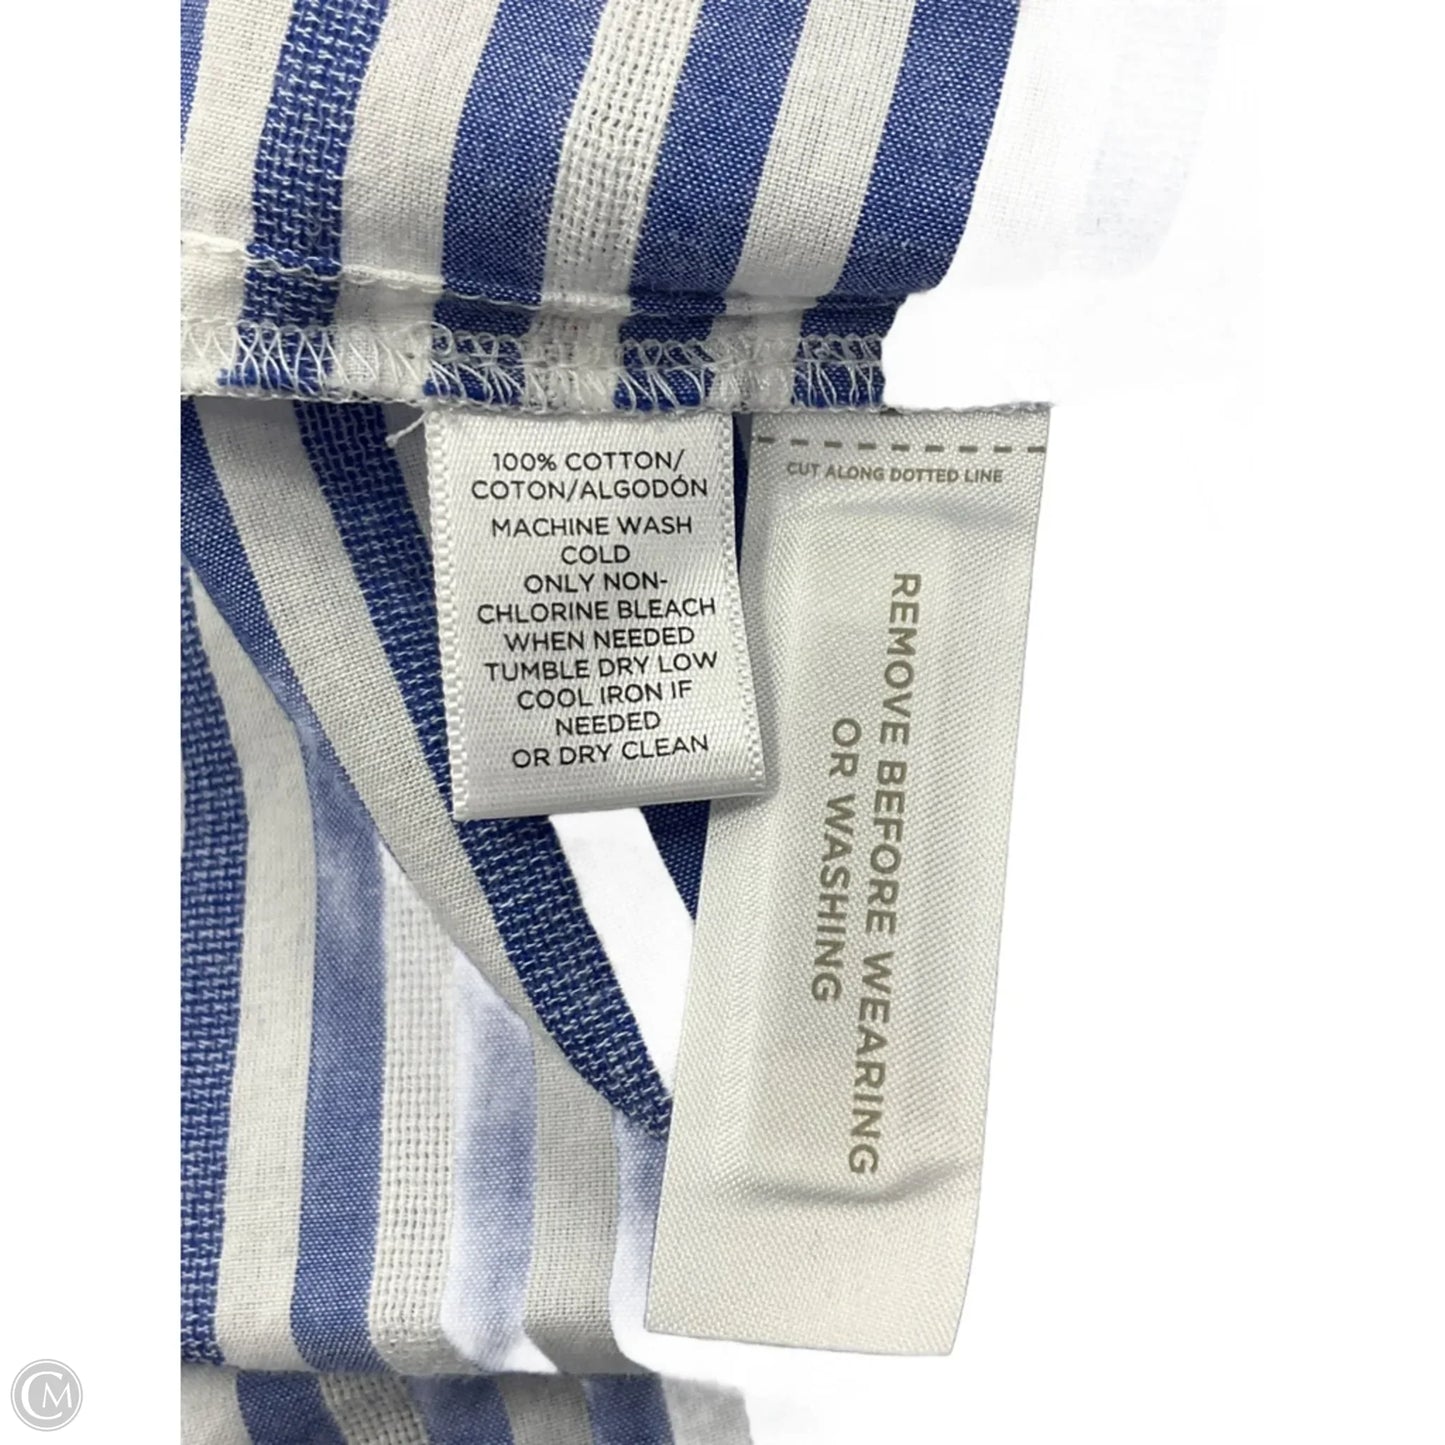 100% COTTON/
COTON/ALGODÓN
MACHINE WASH
COLD
ONLY NON-
CHLORINE BLEACH
WHEN NEEDED
TUMBLE DRY LOW
COOL IRON IF
NEEDED
OR DRY CLEAN
CUT ALONG DOTTED LINE
REMOVE BEFORE WEARING
OR WASHING
CM